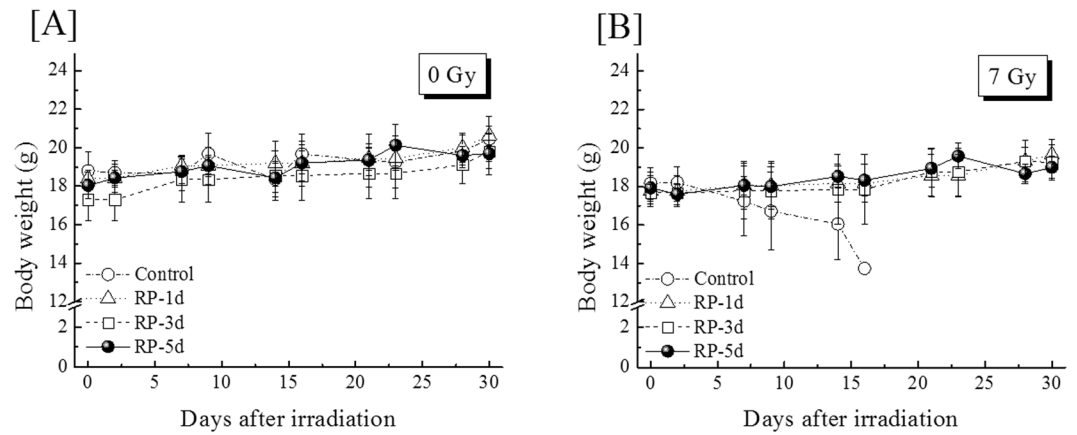 [A]
0 Gy
Body weight (g)
24
22
20
18
16
14
12
2
0
Control
RP-1d
RP-3d
RP-5d
0 5 10 15 20 25 30
Days after irradiation
[B]
7 Gy
Body weight (g)
24
22
20
18
16
14
12
2
0
Control
RP-1d
RP-3d
RP-5d
0 5 10 15 20 25 30
Days after irradiation